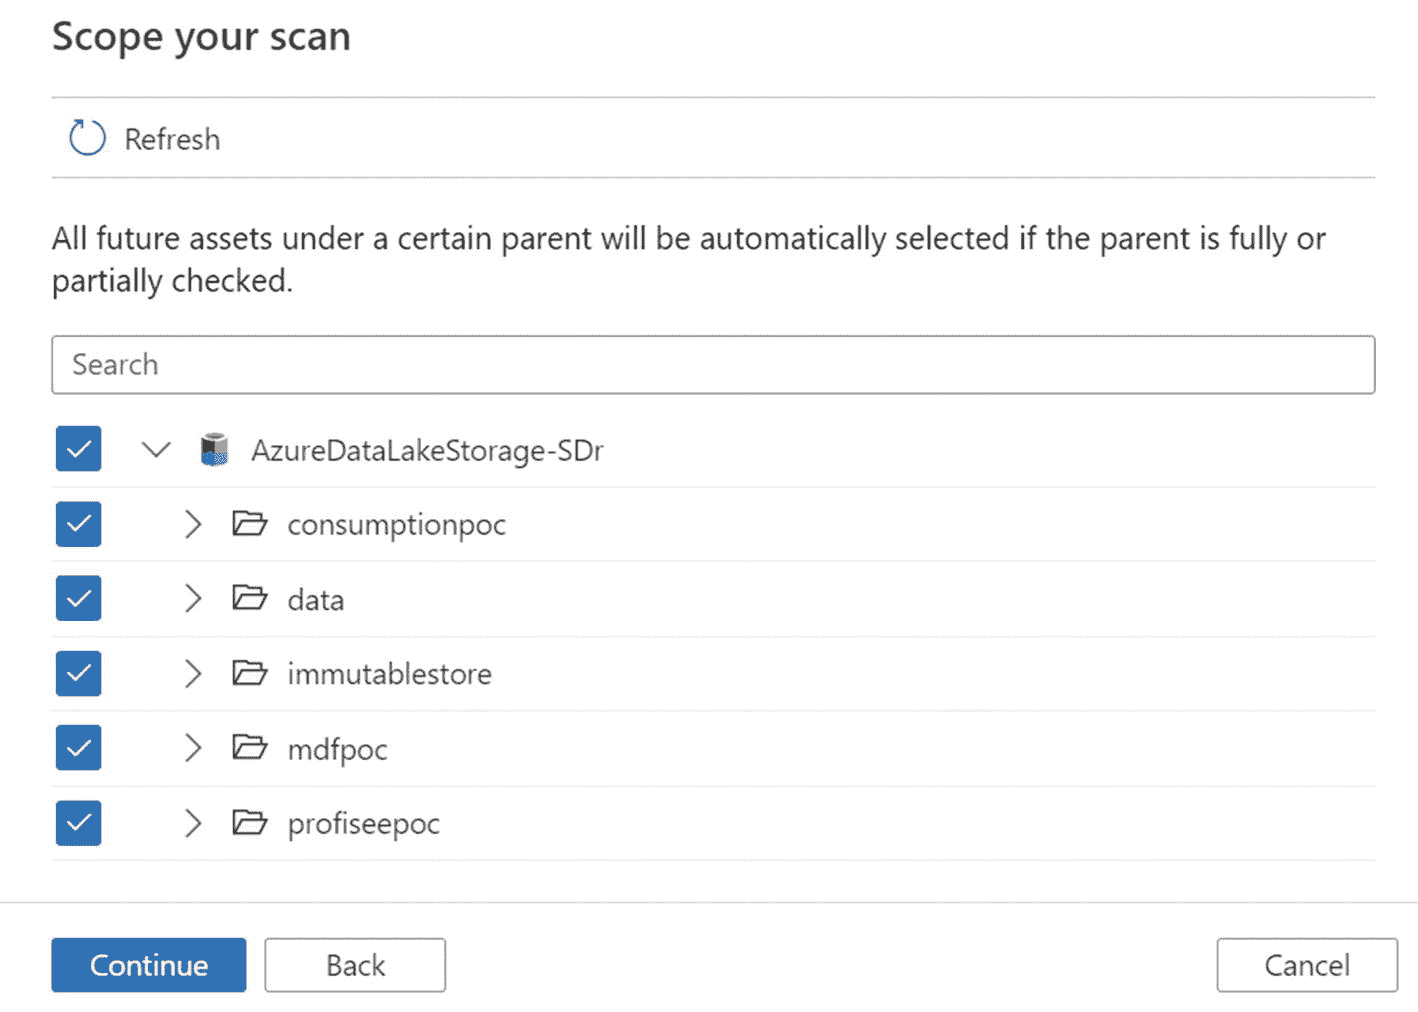 Scope your scan
Refresh
All future assets under a certain parent will be automatically selected if the parent is fully or
partially checked.
Search
AzureDataLakeStorage-SDr
consumptionpoc
data
immutablestore
mdfpoc
profiseepoc
Continue
Back
Cancel